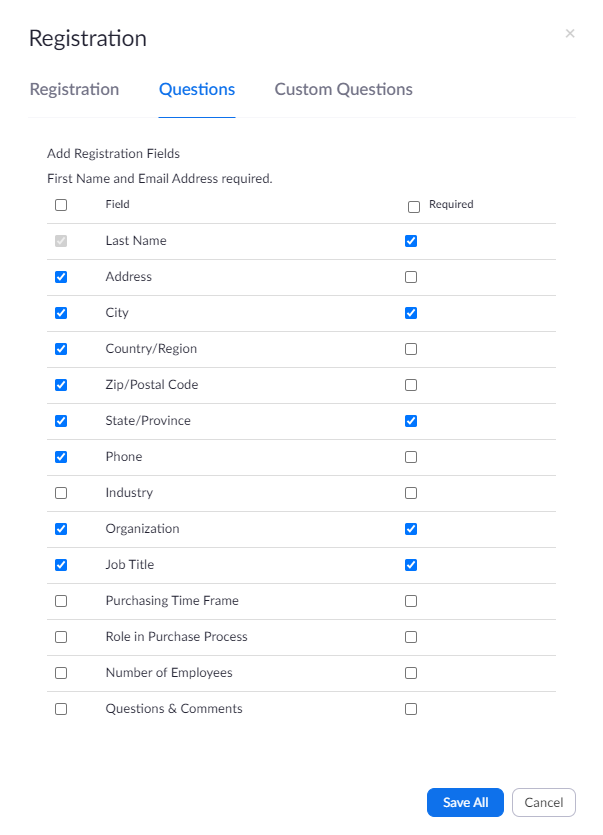 Registration
Registration Questions Custom Questions
Add Registration Fields
First Name and Email Address required.
Field Required
Last Name
Address
City
Country/Region
Zip/Postal Code
State/Province
Phone
Industry
Organization
Job Title
Purchasing Time Frame
Role in Purchase Process
Number of Employees
Questions & Comments
Save All Cancel